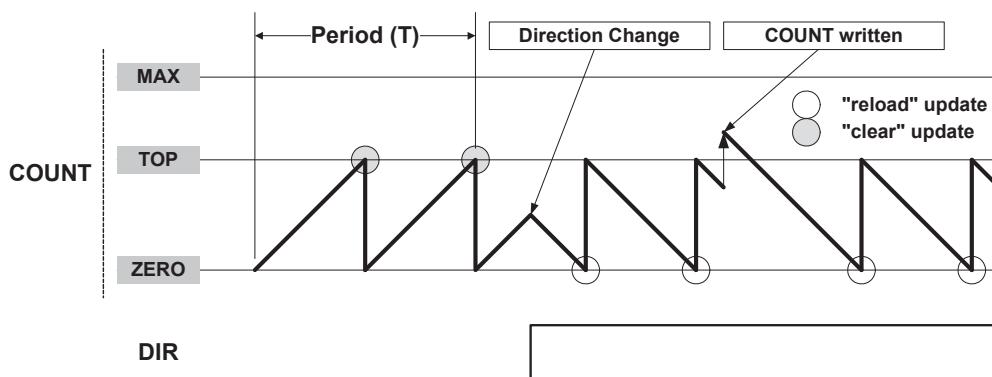 Period (T)
Direction Change
COUNT written
MAX
"reload" update
"clear" update
TOP
COUNT
ZERO
DIR